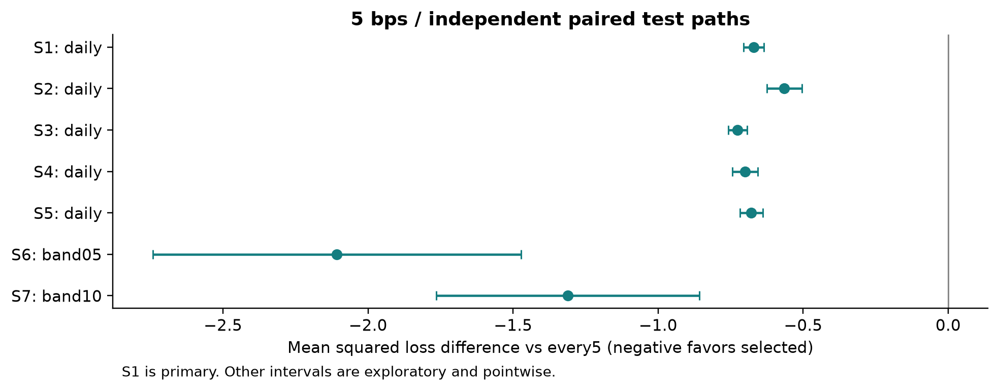 5 bps / independent paired test paths
S1: daily
S2: daily
S3: daily
S4: daily
S5: daily
S6: band05
S7: band10
−2.5 −2.0 −1.5 −1.0 −0.5 0.0
Mean squared loss difference vs every5 (negative favors selected)
S1 is primary. Other intervals are exploratory and pointwise.